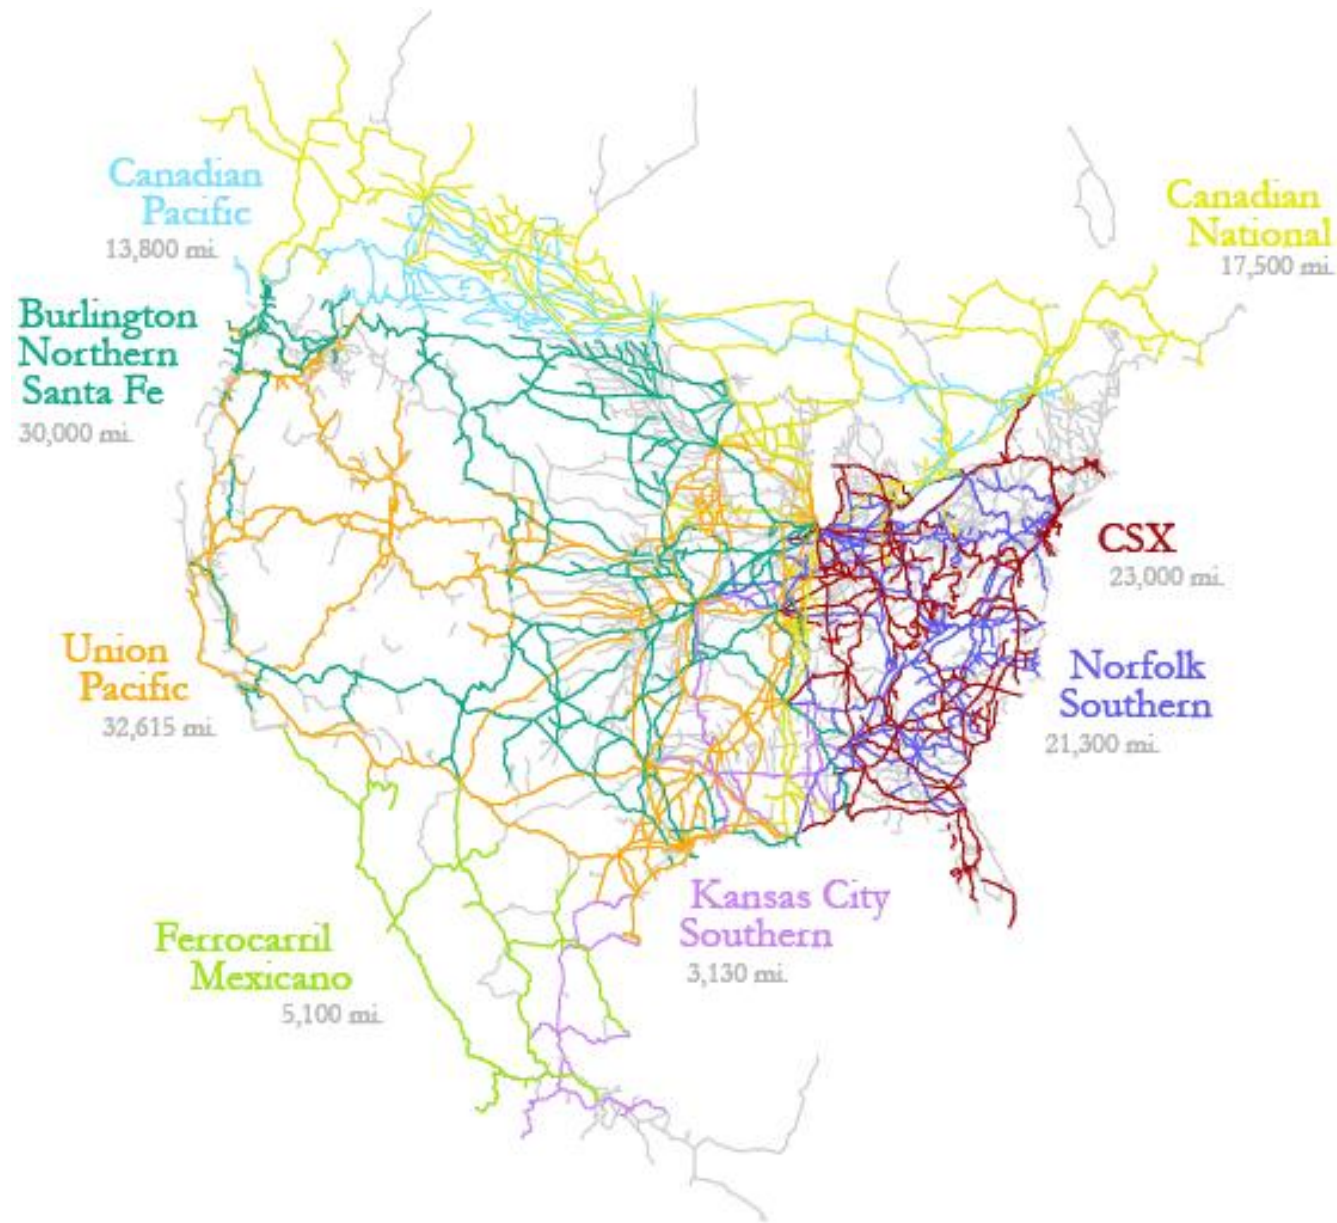 Canadian
Pacific
13,800 mi.
Canadian
National
17,500 mi.
Burlington
Northern
Santa Fe
30,000 mi.
CSX
23,000 mi.
Union
Pacific
32,615 mi.
Norfolk
Southern
21,300 mi.
Kansas City
Southern
3,130 mi.
Ferrocarril
Mexicano
5,100 mi.